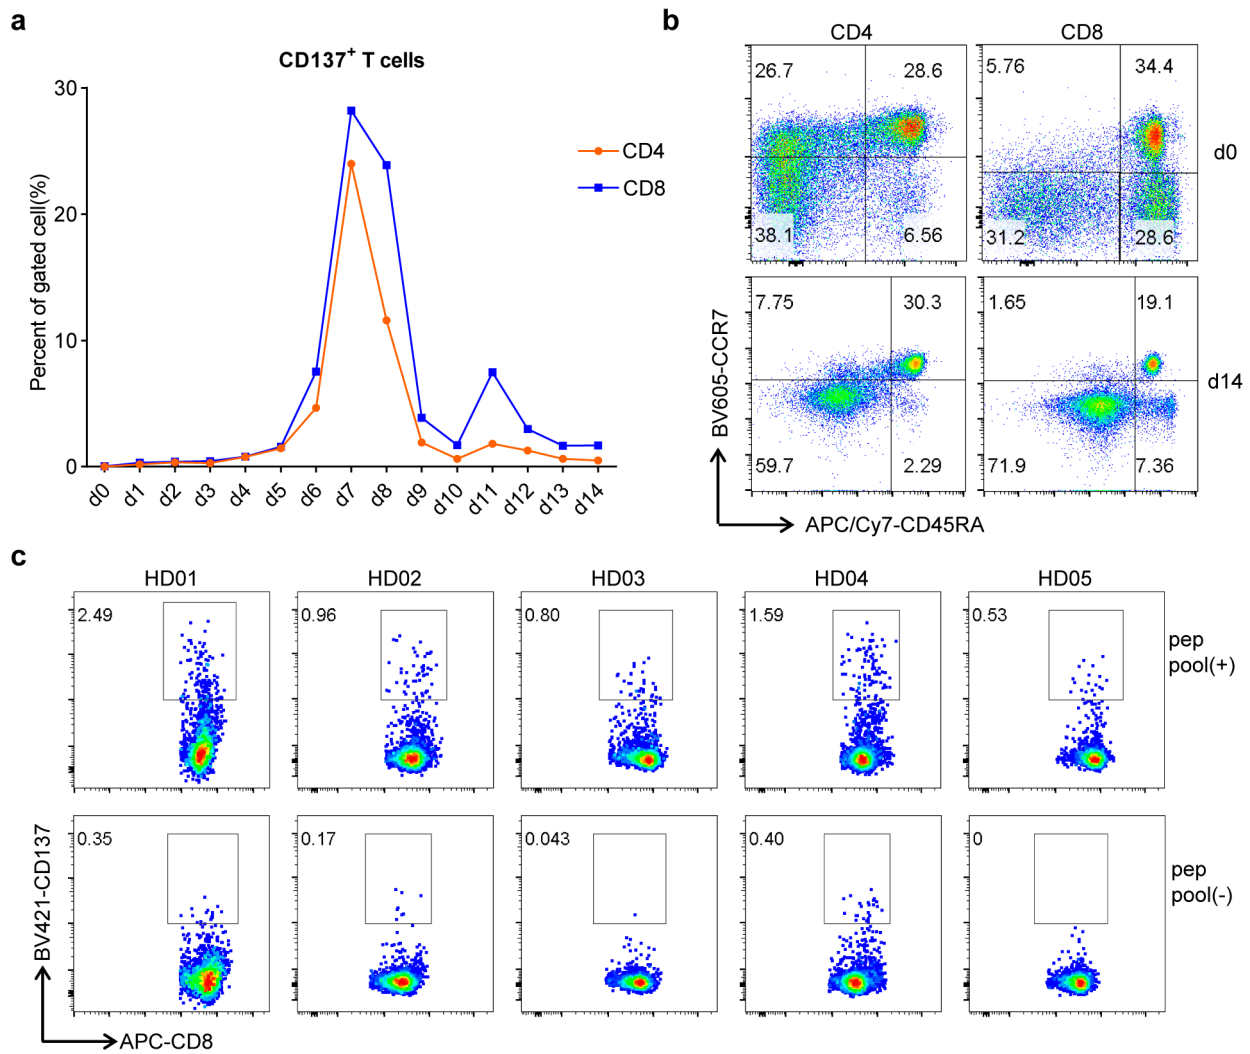 a
CD137+ T cells
Percent of gated cell(%)
30
20
10
0
CD4
CD8
d0
d1
d2
d3
d4
d5
d6
d7
d8
d9
d10
d11
d12
d13
d14
b
CD4
CD8
26.7
28.6
38.1
6.56
5.76
34.4
31.2
28.6
d0
7.75
30.3
59.7
2.29
1.65
19.1
71.9
7.36
d14
BV605-CCR7
APC/Cy7-CD45RA
c
HD01
HD02
HD03
HD04
HD05
2.49
0.96
0.80
1.59
0.53
pep
pool(+)
0.35
0.17
0.043
0.40
0
pep
pool(-)
BV421-CD137
APC-CD8